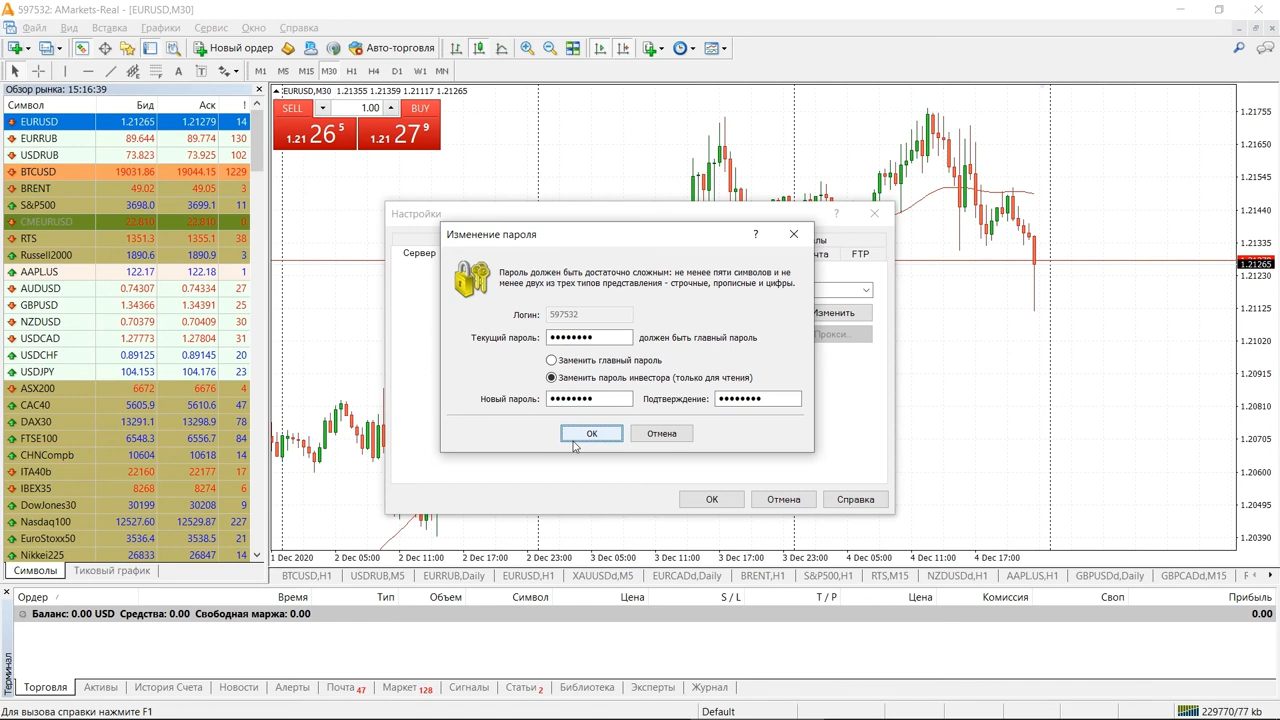 597532: AMarkets-Real - [EURUSD,M30]
Файл Вид Вставка Графики Сервис Окно Справка
Новый ордер Авто-торговля
M1 M5 M15 M30 H1 H4 D1 W1 MN
Обзор рынка: 15:16:39
Символ Бид Аск !
EURUSD 1.21265 1.21279 14
EURRUB 89.644 89.774 130
USDRUB 73.823 73.925 102
BTCUSD 19031.86 19044.15 1229
BRENT 49.02 49.05 3
S&P500 3698.0 3699.1 11
CMEURUSD 22.810 22.810 0
RTS 1351.3 1355.1 38
Russell2000 1890.6 1890.9 3
AAPL.US 122.17 122.18 1
AUDUSD 0.74307 0.74334 27
GBPUSD 1.34366 1.34391 25
NZDUSD 0.70379 0.70409 30
USDCAD 1.27773 1.27804 31
USDCHF 0.89125 0.89145 20
USDJPY 104.153 104.176 23
ASX200 6672 6676 4
CAC40 5605.9 5610.6 47
DAX30 13291.1 13298.9 78
FTSE100 6548.3 6556.7 84
CHNCompb 10604 10618 14
ITA40b 22160 22177 17
IBEX35 8268 8274 6
DowJones30 30199 30208 9
Nasdaq100 12527.60 12529.87 227
EuroStoxx50 3536.4 3538.5 21
Nikkei225 26833 26847 14
Символы Тиковый график
EURUSD,M30 1.21355 1.21359 1.21117 1.21265
SELL 1.00 BUY
1.21 26 5 1.21 27 9
1.21755
1.21650
1.21545
1.21440
1.21335
1.21265
1.21125
1.21020
1.20915
1.20810
1.20705
1.20600
1.20495
1.20390
Настройки ?
Сервер
FTP
Изменить
Прокси...
OK Отмена Справка
Изменение пароля ?
Пароль должен быть достаточно сложным: не менее пяти символов и не
менее двух из трех типов представления - строчные, прописные и цифры.
Логин: 597532
Текущий пароль: ●●●●●●●● должен быть главный пароль
Заменить главный пароль
Заменить пароль инвестора (только для чтения)
Новый пароль: ●●●●●●●● Подтверждение: ●●●●●●●●
OK Отмена
1 Dec 2020 2 Dec 05:00 2 Dec 11:00 2 Dec 17:00 2 Dec 23:00 3 Dec 05:00 3 Dec 11:00 3 Dec 17:00 3 Dec 23:00 4 Dec 05:00 4 Dec 11:00 4 Dec 17:00
BTCUSD,H1 USDRUB,M5 EURRUB,Daily EURUSD,H1 XAUUSDd,M5 EURCADd,Daily BRENT,H1 S&P500,H1 RTS,M15 NZDUSDd,H1 AAPL.US,H1 GBPUSDd,Daily GBPCADd,M15
Ордер / Время Тип Объем Символ Цена S / L T / P Цена Комиссия Своп Прибыль
Баланс: 0.00 USD Средства: 0.00 Свободная маржа: 0.00 0.00
Терминал
Торговля Активы История Счета Новости Алерты Почта 47 Маркет 128 Сигналы Статьи 2 Библиотека Эксперты Журнал
Для вызова справки нажмите F1 Default 229770/77 kb